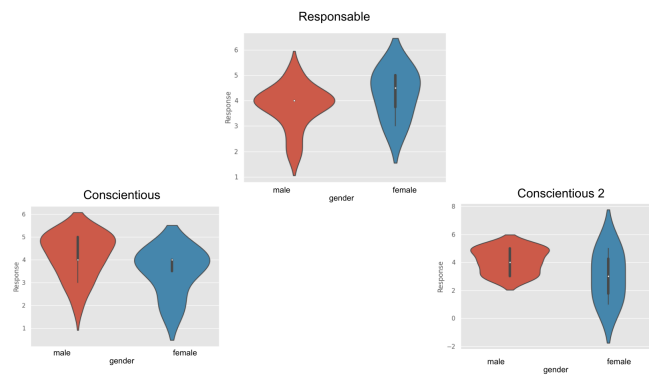 Responsable
6
5
4
3
2
1
Response
male
female
gender
Conscientious
6
5
4
3
2
1
Response
male
female
gender
Conscientious 2
8
6
4
2
0
−2
Response
male
female
gender